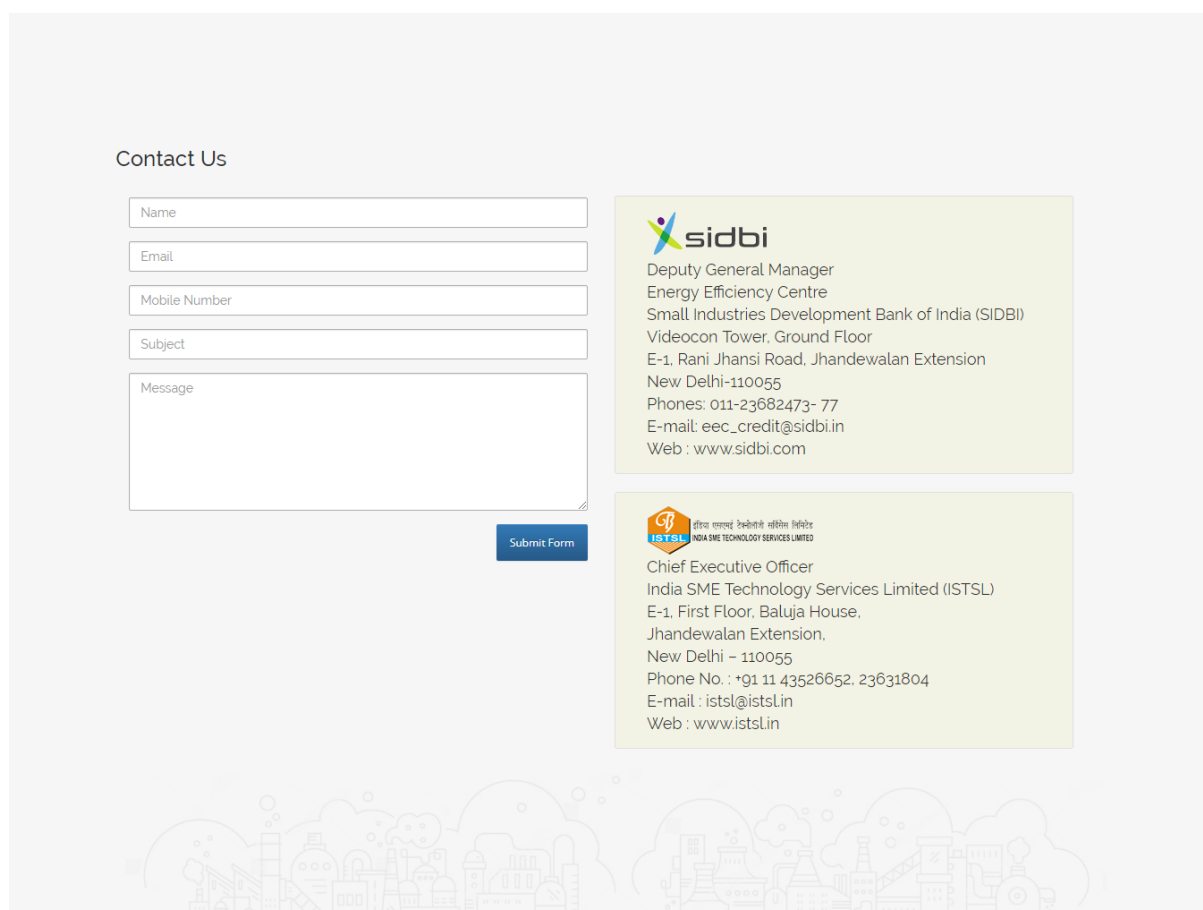 Contact Us
Name
Email
Mobile Number
Subject
Message
Submit Form
sidbi
Deputy General Manager
Energy Efficiency Centre
Small Industries Development Bank of India (SIDBI)
Videocon Tower, Ground Floor
E-1, Rani Jhansi Road, Jhandewalan Extension
New Delhi-110055
Phones: 011-23682473- 77
E-mail: eec_credit@sidbi.in
Web : www.sidbi.com
ISTSL
इंडिया एसएमई टेक्नोलॉजी सर्विसेस लिमिटेड
INDIA SME TECHNOLOGY SERVICES LIMITED
Chief Executive Officer
India SME Technology Services Limited (ISTSL)
E-1, First Floor, Baluja House,
Jhandewalan Extension,
New Delhi – 110055
Phone No. : +91 11 43526652, 23631804
E-mail : istsl@istsl.in
Web : www.istsl.in